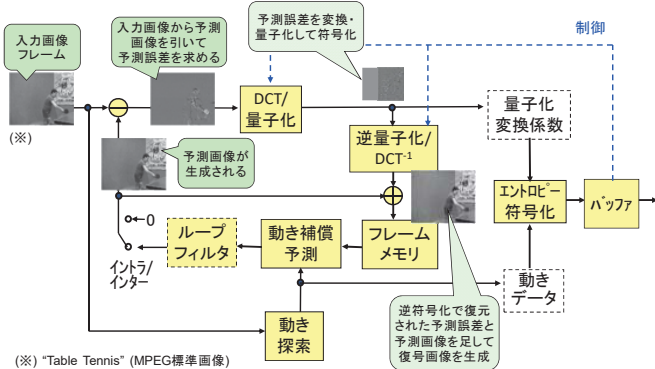 入力画像
フレーム
入力画像から予測
画像を引いて
予測誤差を求める
予測誤差を変換・
量子化して符号化
制御
(※)
DCT/
量子化
量子化
変換係数
予測画像が
生成される
逆量子化/
DCT-1
エントロピー
符号化
バッファ
0
ループ
フィルタ
動き補償
予測
フレーム
メモリ
イントラ/
インター
動き
データ
動き
探索
逆符号化で復元
された予測誤差と
予測画像を足して
復号画像を生成
(※) “Table Tennis” (MPEG標準画像)